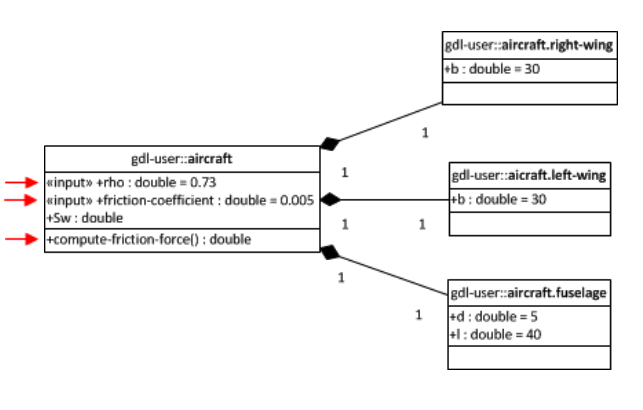 gdl-user::aircraft.right-wing
+b : double = 30
1
gdl-user::aircraft
«input» +rho : double = 0.73
«input» +friction-coefficient : double = 0.005
+Sw : double
+compute-friction-force() : double
1
gdl-user::aicraft.left-wing
+b : double = 30
1
1
1
gdl-user::aircraft.fuselage
+d : double = 5
+l : double = 40
1